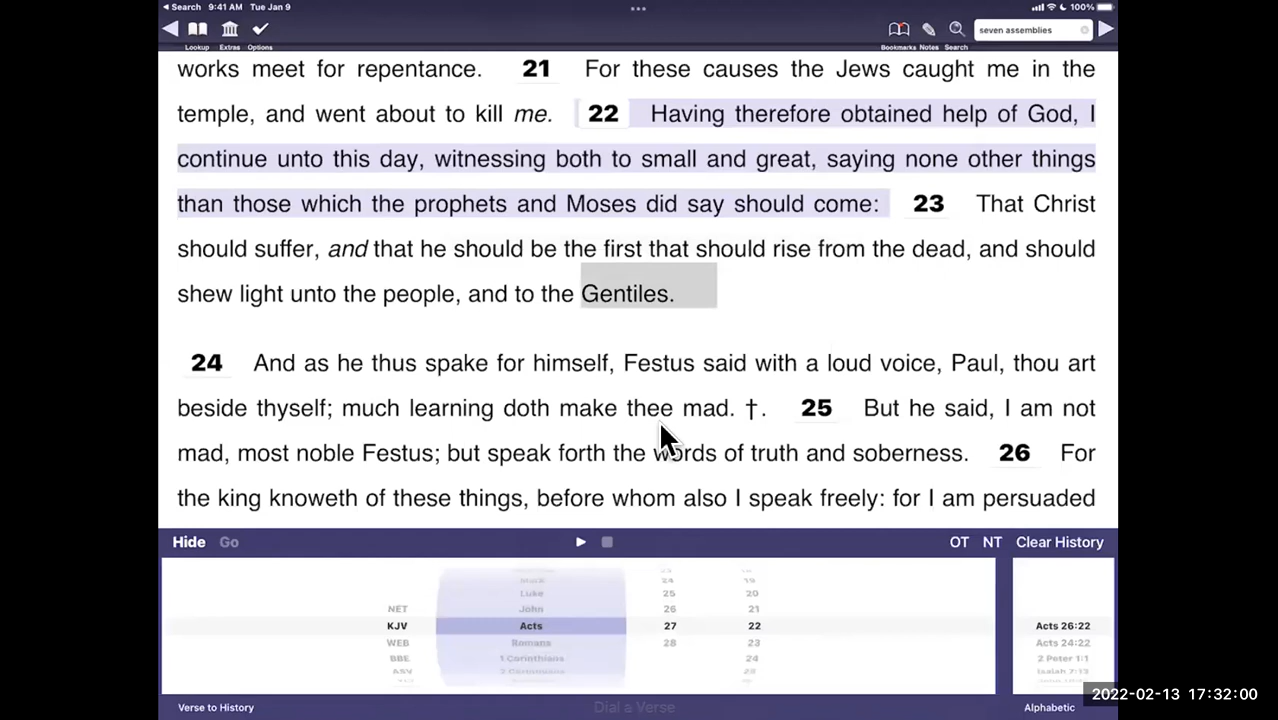 Search 9:41 AM Tue Jan 9 100%
Lookup Extras Options Bookmarks Notes Search seven assemblies
works meet for repentance. 21 For these causes the Jews caught me in the
temple, and went about to kill me. 22 Having therefore obtained help of God, I
continue unto this day, witnessing both to small and great, saying none other things
than those which the prophets and Moses did say should come: 23 That Christ
should suffer, and that he should be the first that should rise from the dead, and should
shew light unto the people, and to the Gentiles.
24 And as he thus spake for himself, Festus said with a loud voice, Paul, thou art
beside thyself; much learning doth make thee mad. †. 25 But he said, I am not
mad, most noble Festus; but speak forth the words of truth and soberness. 26 For
the king knoweth of these things, before whom also I speak freely: for I am persuaded
Hide Go OT NT Clear History
Mark 24 19
Luke 25 20
NET John 26 21
KJV Acts 27 22 Acts 26:22
WEB Romans 28 23 Acts 24:22
BBE 1 Corinthians 24 2 Peter 1:1
ASV 2 Corinthians Isaiah 7:13
2022-02-13 17:32:00
Verse to History Dial a Verse Alphabetic